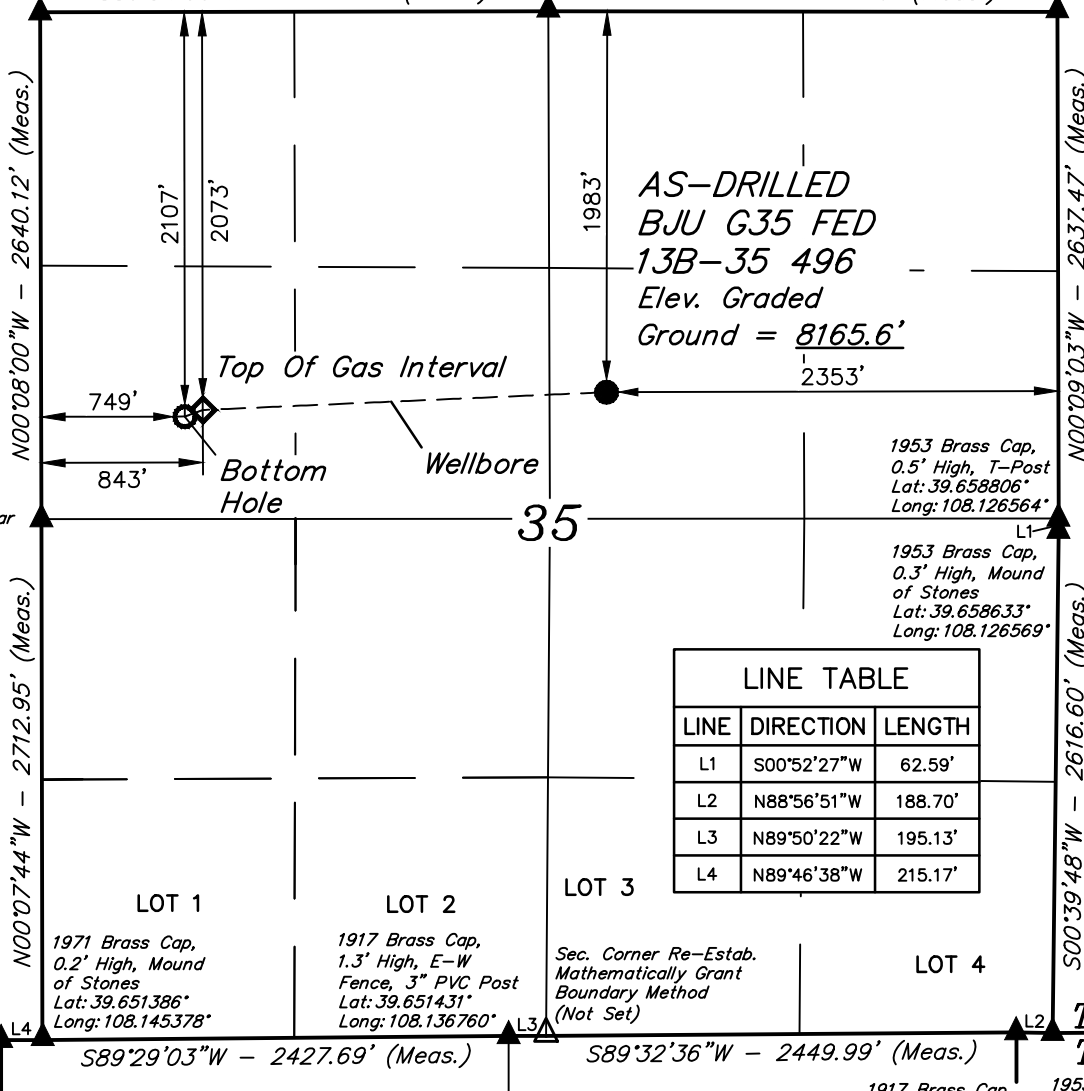 N00°08'00"W - 2640.12' (Meas.)
2107'
2073'
1983'
AS-DRILLED
BJU G35 FED
13B-35 496
Elev. Graded
Ground = 8165.6'
N00°09'03"W - 2637.47' (Meas.)
Top Of Gas Interval
2353'
749'
843'
Bottom
Hole
Wellbore
1953 Brass Cap,
0.5' High, T-Post
Lat: 39.658806°
Long: 108.126564°
35
L1
1953 Brass Cap,
0.3' High, Mound
of Stones
Lat: 39.658633°
Long: 108.126569°
N00°07'44"W - 2712.95' (Meas.)
S00°39'48"W - 2616.60' (Meas.)
LINE TABLE
LINE DIRECTION LENGTH
L1 S00°52'27"W 62.59'
L2 N88°56'51"W 188.70'
L3 N89°50'22"W 195.13'
L4 N89°46'38"W 215.17'
LOT 1
LOT 2
LOT 3
LOT 4
1971 Brass Cap,
0.2' High, Mound
of Stones
Lat: 39.651386°
Long: 108.145378°
1917 Brass Cap,
1.3' High, E-W
Fence, 3" PVC Post
Lat: 39.651431°
Long: 108.136760°
Sec. Corner Re-Estab.
Mathematically Grant
Boundary Method
(Not Set)
L4
L3
L2
S89°29'03"W - 2427.69' (Meas.)
S89°32'36"W - 2449.99' (Meas.)
1917 Brass Cap